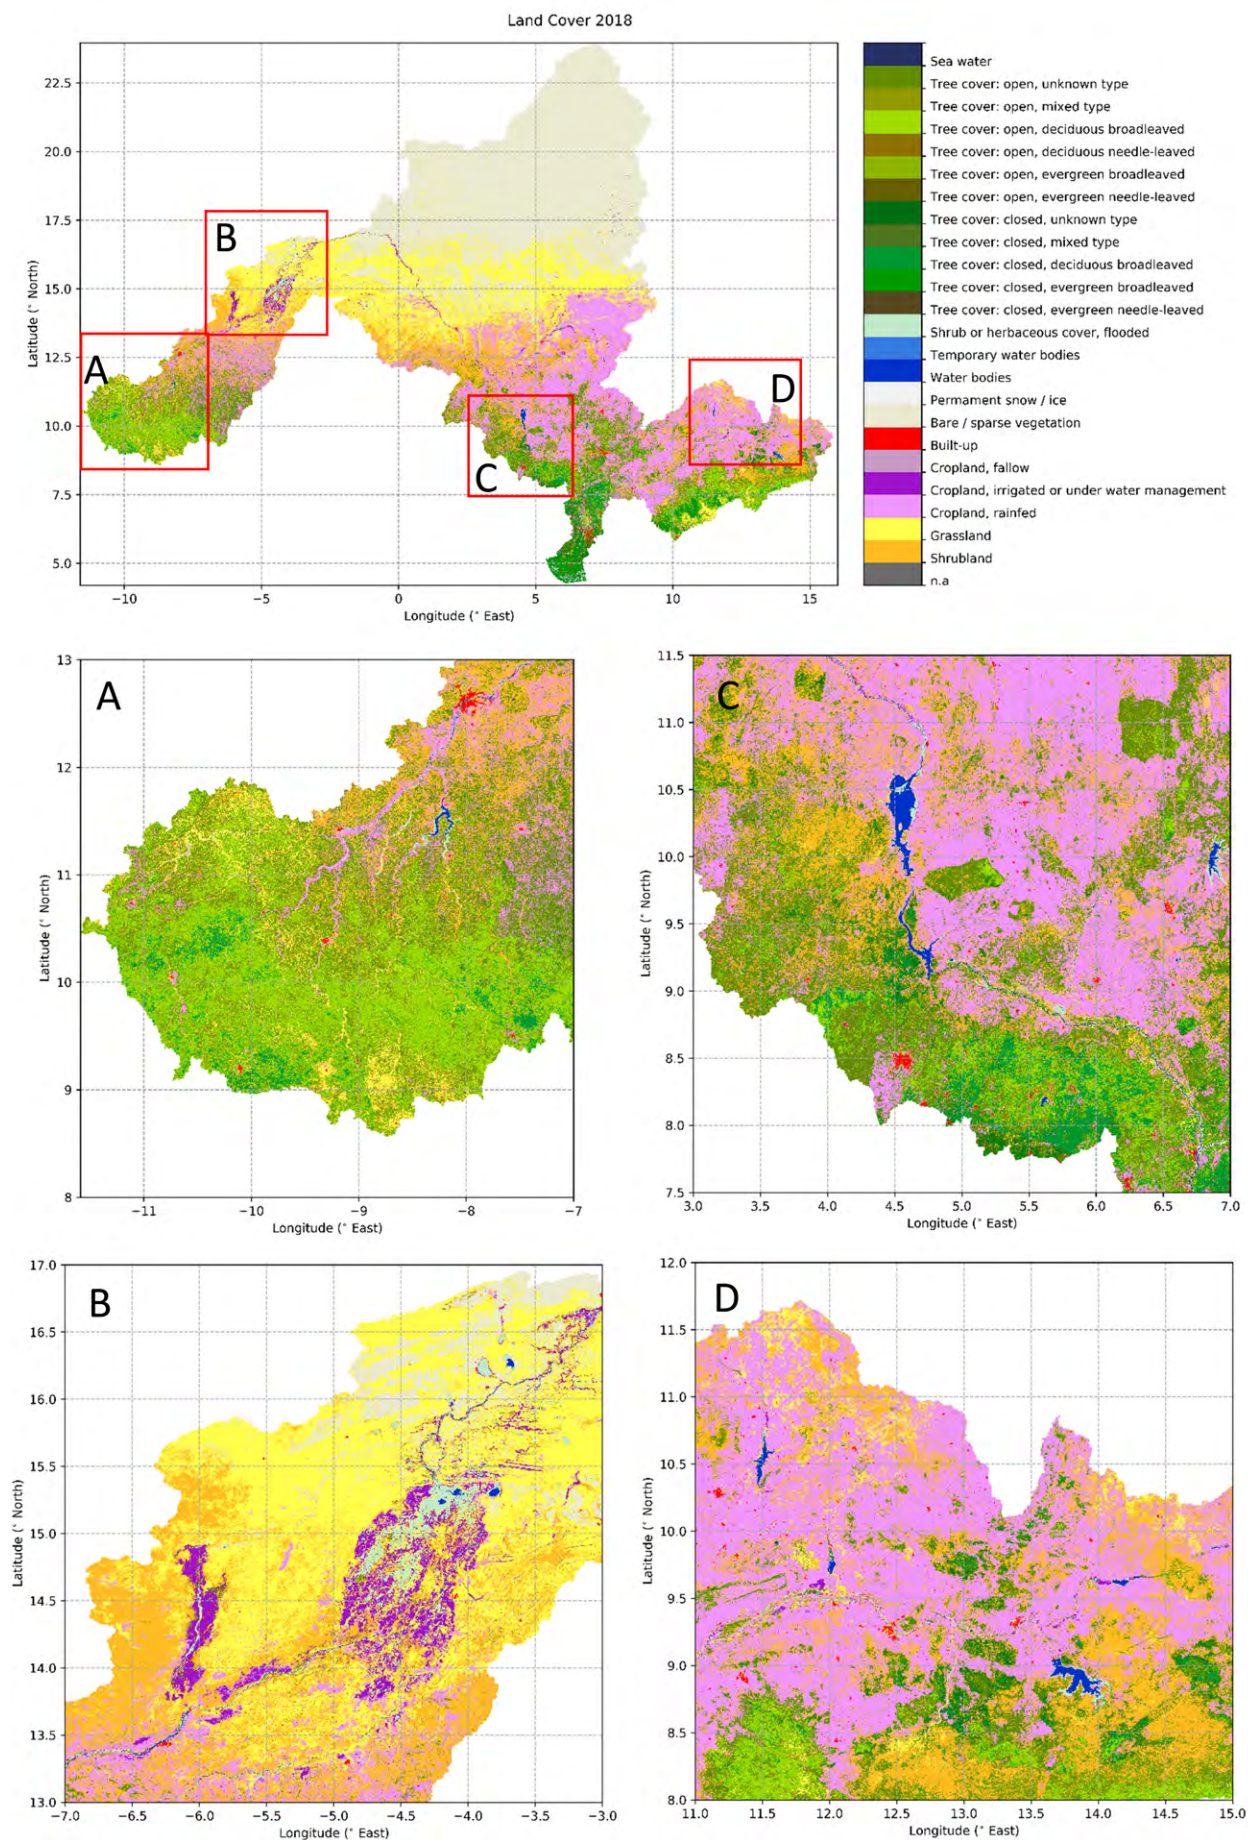 Land Cover 2018
22.5
20.0
17.5
15.0
12.5
10.0
7.5
5.0
Latitude (° North)
A
B
C
D
−10
−5
0
5
10
15
Longitude (° East)
Sea water
Tree cover: open, unknown type
Tree cover: open, mixed type
Tree cover: open, deciduous broadleaved
Tree cover: open, deciduous needle-leaved
Tree cover: open, evergreen broadleaved
Tree cover: open, evergreen needle-leaved
Tree cover: closed, unknown type
Tree cover: closed, mixed type
Tree cover: closed, deciduous broadleaved
Tree cover: closed, evergreen broadleaved
Tree cover: closed, evergreen needle-leaved
Shrub or herbaceous cover, flooded
Temporary water bodies
Water bodies
Permament snow / ice
Bare / sparse vegetation
Built-up
Cropland, fallow
Cropland, irrigated or under water management
Cropland, rainfed
Grassland
Shrubland
n.a
A
13
12
11
10
9
8
Latitude (° North)
−11
−10
−9
−8
−7
Longitude (° East)
C
11.5
11.0
10.5
10.0
9.5
9.0
8.5
8.0
7.5
Latitude (° North)
3.0
3.5
4.0
4.5
5.0
5.5
6.0
6.5
7.0
Longitude (° East)
B
17.0
16.5
16.0
15.5
15.0
14.5
14.0
13.5
13.0
Latitude (° North)
−7.0
−6.5
−6.0
−5.5
−5.0
−4.5
−4.0
−3.5
−3.0
Longitude (° East)
D
12.0
11.5
11.0
10.5
10.0
9.5
9.0
8.5
8.0
Latitude (° North)
11.0
11.5
12.0
12.5
13.0
13.5
14.0
14.5
15.0
Longitude (° East)